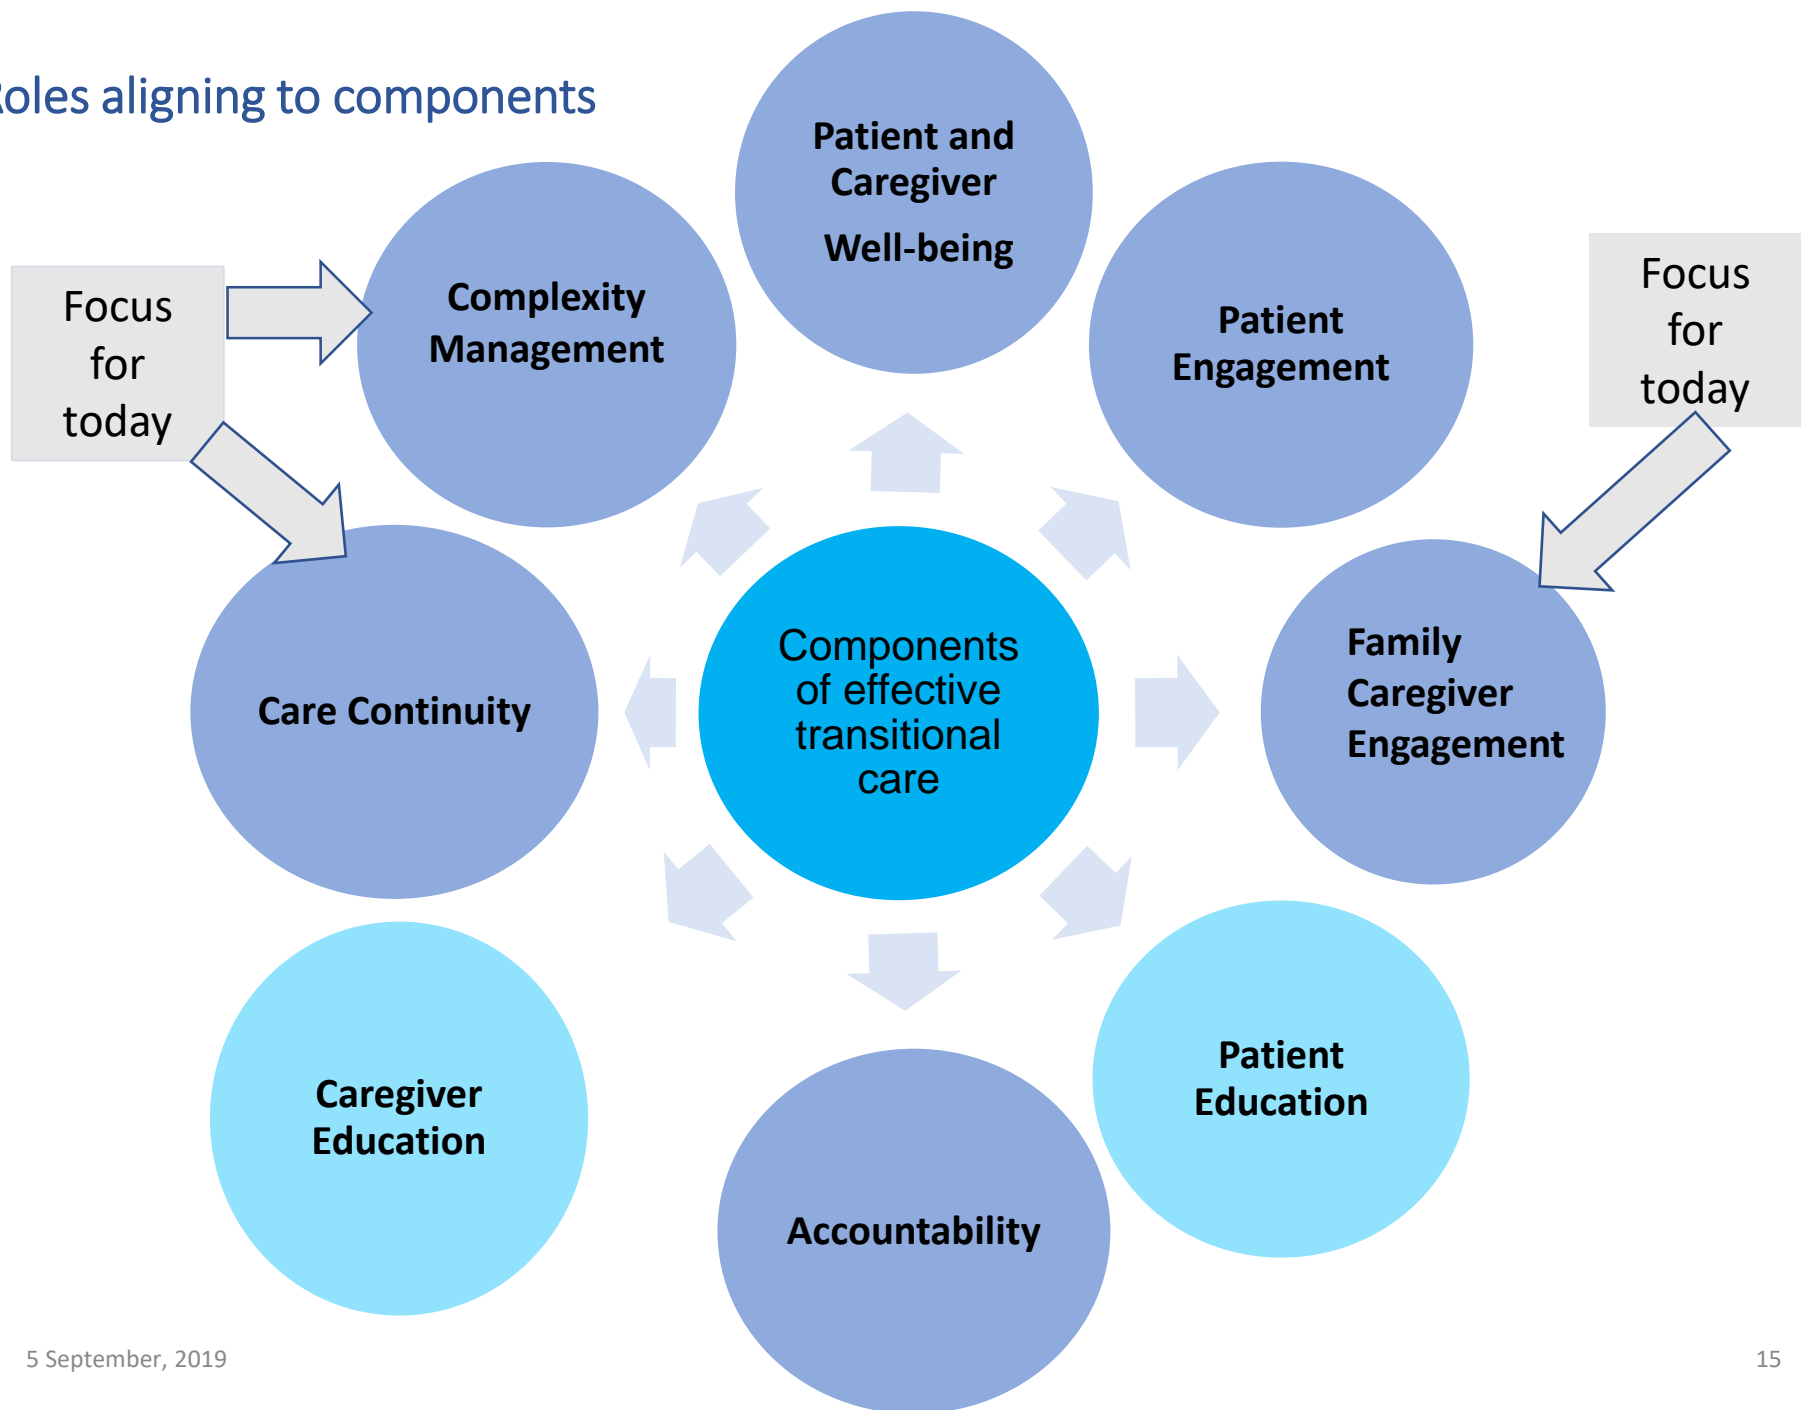 oles aligning to components
Patient and
Caregiver
Well-being
Complexity
Management
Patient
Engagement
Focus
for
today
Focus
for
today
Care Continuity
Components
of effective
transitional
care
Family
Caregiver
Engagement
Caregiver
Education
Patient
Education
Accountability
5 September, 2019
15